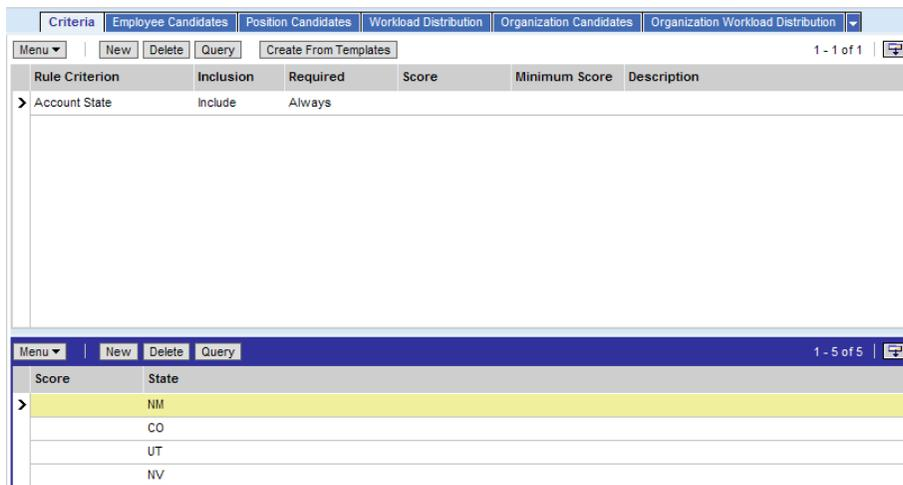 Criteria Employee Candidates Position Candidates Workload Distribution Organization Candidates Organization Workload Distribution
Menu New Delete Query Create From Templates 1 - 1 of 1
Rule Criterion Inclusion Required Score Minimum Score Description
Account State Include Always
Menu New Delete Query 1 - 5 of 5
Score State
NM
CO
UT
NV